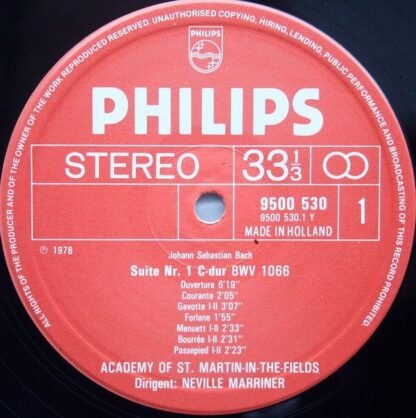 ALL RIGHTS OF THE PRODUCER AND OF THE OWNER OF THE WORK REPRODUCED RESERVED. UNAUTHORISED COPYING, HIRING, LENDING, PUBLIC PERFORMANCE AND BROADCASTING OF THIS RECORD PROHIBITED.
PHILIPS
PHILIPS
STEREO 33 1/3
9500 530
9500 530.1 Y
MADE IN HOLLAND
1
℗ 1978
Johann Sebastian Bach
Suite Nr. 1 C-dur BWV 1066
Ouverture 6'19"
Courante 2'05"
Gavotte I-II 3'07"
Forlane 1'55"
Menuett I-II 2'33"
Bourrée I-II 2'31"
Passepied I-II 2'23"
ACADEMY OF ST. MARTIN-IN-THE-FIELDS
Dirigent: NEVILLE MARRINER